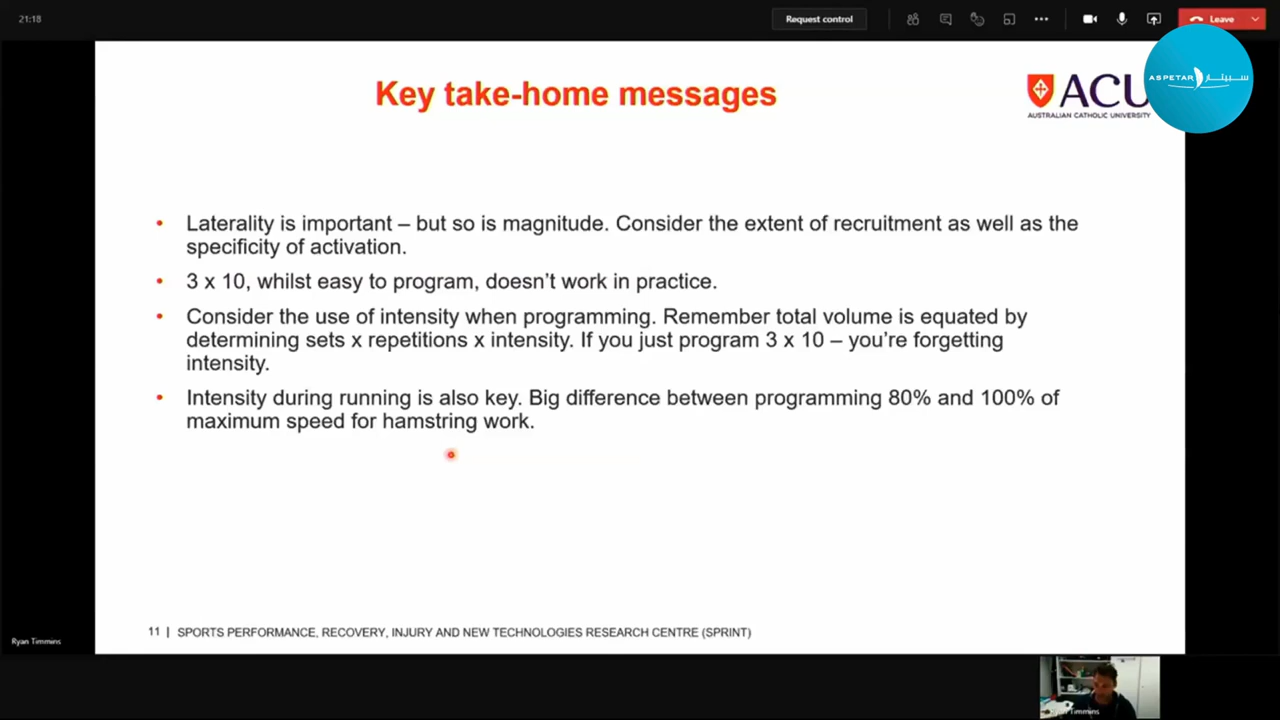 21:18
Request control
Leave
Key take-home messages
ACU
AUSTRALIAN CATHOLIC UNIVERSITY
ASPETAR سبيتار
• Laterality is important – but so is magnitude. Consider the extent of recruitment as well as the
specificity of activation.
• 3 x 10, whilst easy to program, doesn’t work in practice.
• Consider the use of intensity when programming. Remember total volume is equated by
determining sets x repetitions x intensity. If you just program 3 x 10 – you’re forgetting
intensity.
• Intensity during running is also key. Big difference between programming 80% and 100% of
maximum speed for hamstring work.
11 | SPORTS PERFORMANCE, RECOVERY, INJURY AND NEW TECHNOLOGIES RESEARCH CENTRE (SPRINT)
Ryan Timmins
Ryan Timmins